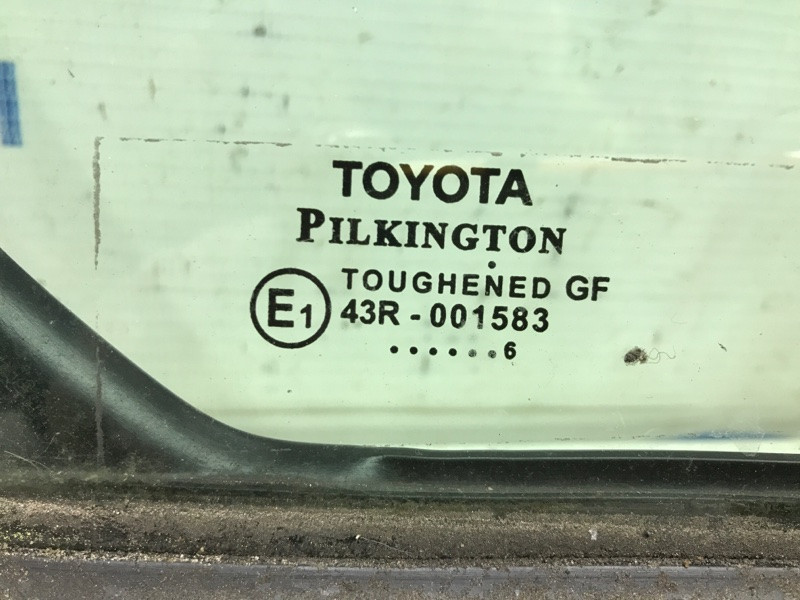 TOYOTA
PILKINGTON
.
E1 TOUGHENED GF
43R - 001583
......6